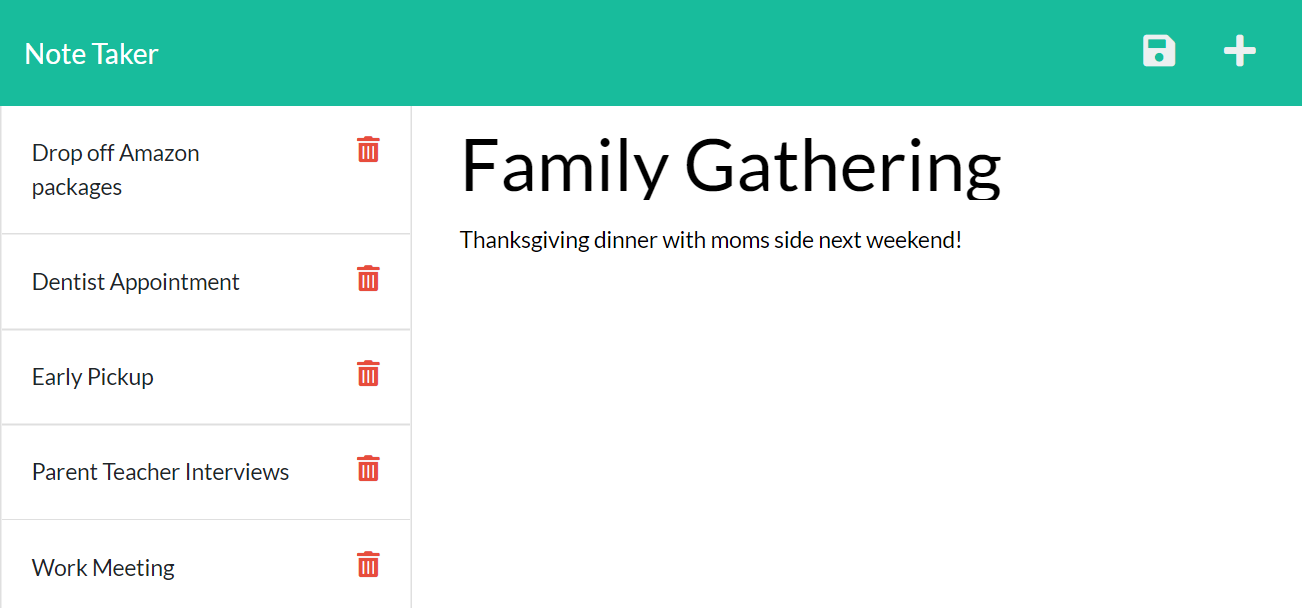 Note Taker
Drop off Amazon
packages
Dentist Appointment
Early Pickup
Parent Teacher Interviews
Work Meeting
Family Gathering
Thanksgiving dinner with moms side next weekend!